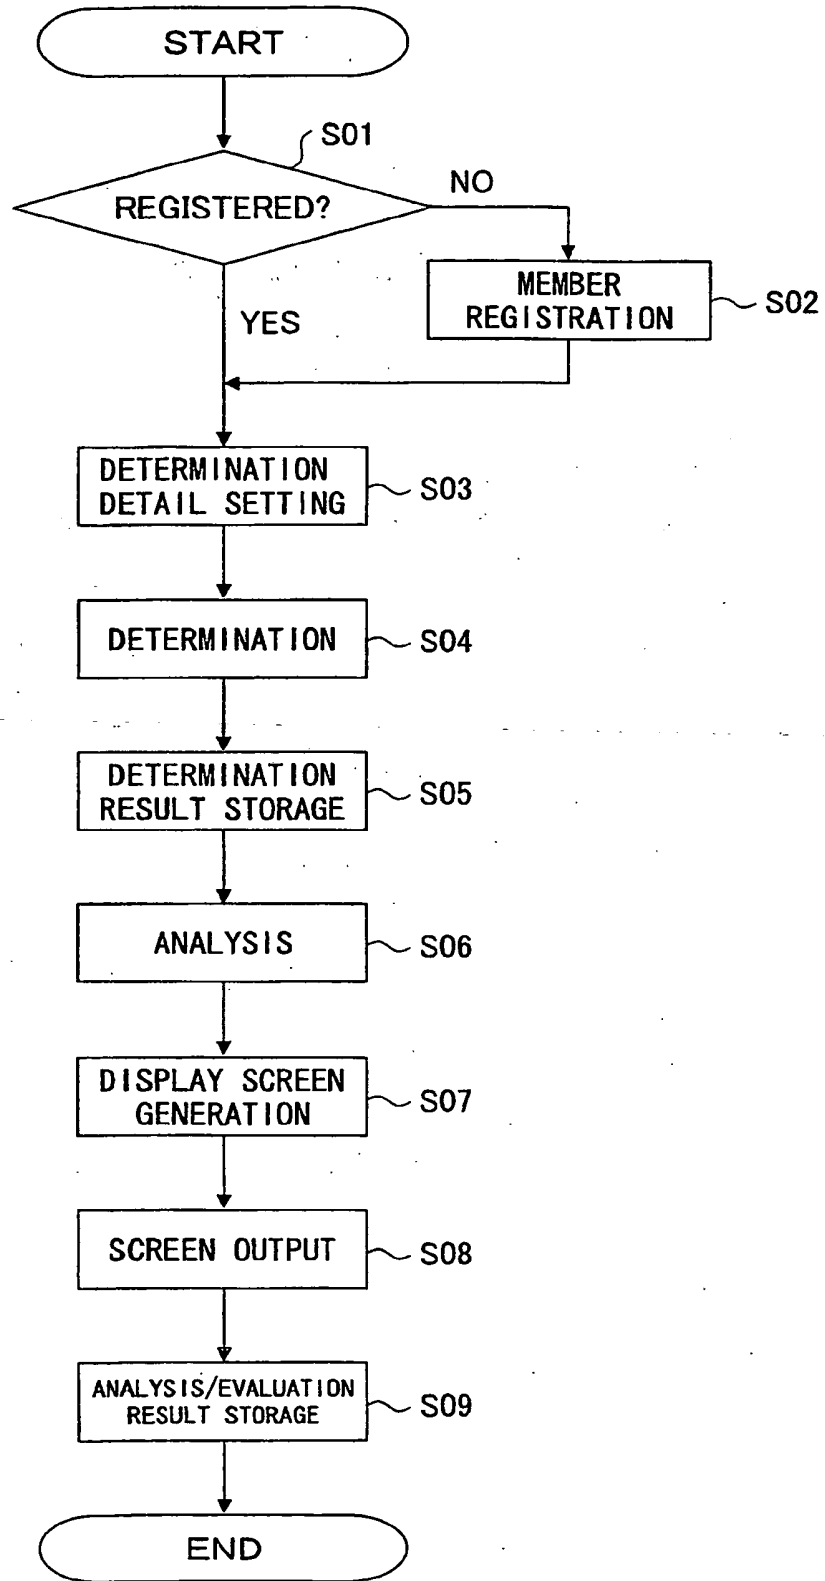 START
S01
REGISTERED?
NO
MEMBER
REGISTRATION
S02
YES
DETERMINATION
DETAIL SETTING
S03
DETERMINATION
S04
DETERMINATION
RESULT STORAGE
S05
ANALYSIS
S06
DISPLAY SCREEN
GENERATION
S07
SCREEN OUTPUT
S08
ANALYSIS/EVALUATION
RESULT STORAGE
S09
END